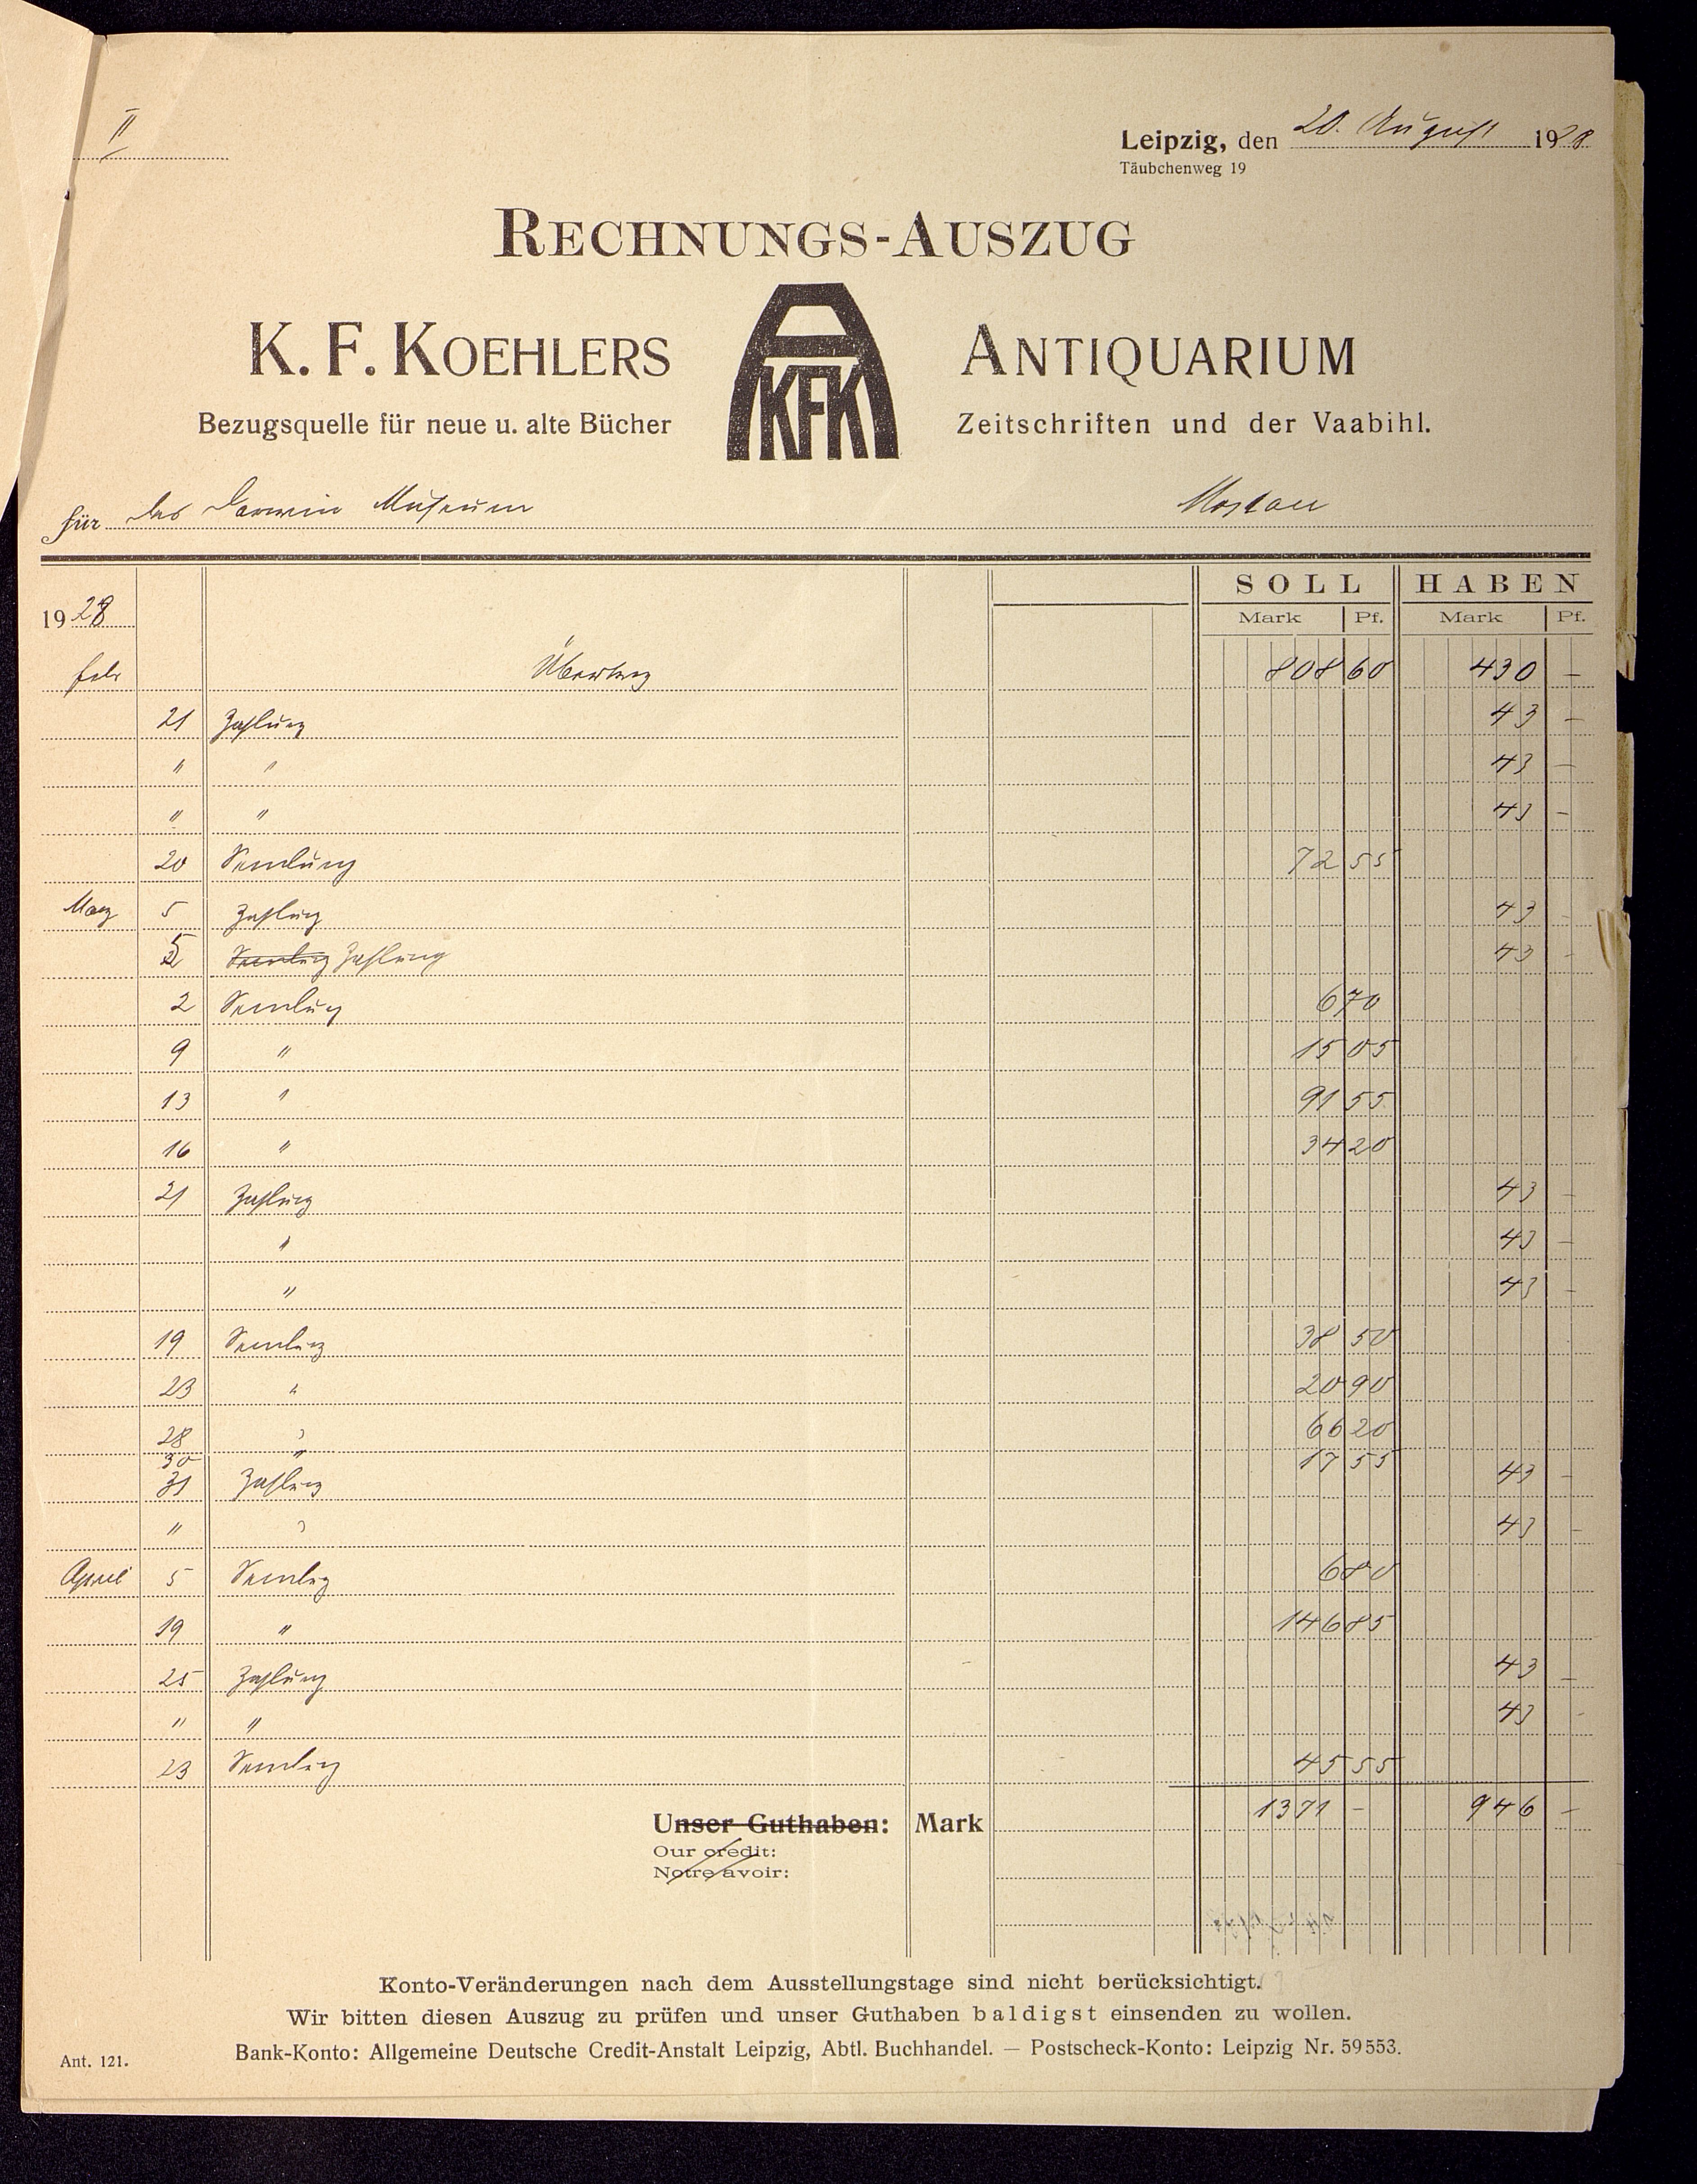 II
Leipzig, den 20. August 1928
Täubchenweg 19
RECHNUNGS-AUSZUG
K. F. KOEHLERS KFK ANTIQUARIUM
Bezugsquelle für neue u. alte Bücher Zeitschriften und der Vaabihl.
für das Darwin Museum Moskau
SOLL HABEN
1928 Mark Pf. Mark Pf.
febr Übertrag 808 60 430 –
21 Zahlung 43 –
" " 43 –
" " 43 –
20 Sendung 72 55
März 5 Zahlung 43 –
5 Sendung Zahlung 43 –
2 Sendung 6 70
9 " 15 05
13 " 91 55
16 " 34 20
21 Zahlung 43 –
" 43 –
" 43 –
19 Sendung 38 50
23 " 20 90
28 " 66 20
30 " 17 55
31 Zahlung 43 –
" " 43 –
April 5 Sendung 6 80
19 " 146 85
25 Zahlung 43 –
" " 43 –
23 Sendung 45 55
Unser Guthaben: Mark 1371 – 946 –
Our credit:
Notre avoir:
Konto-Veränderungen nach dem Ausstellungstage sind nicht berücksichtigt.
Wir bitten diesen Auszug zu prüfen und unser Guthaben baldigst einsenden zu wollen.
Ant. 121. Bank-Konto: Allgemeine Deutsche Credit-Anstalt Leipzig, Abtl. Buchhandel. — Postscheck-Konto: Leipzig Nr. 59553.